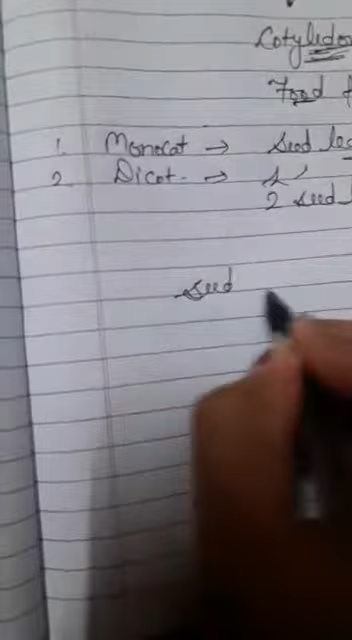 Cotyledon
Food f
1. Monocot → Seed lea
2. Dicot. →
2 seed l
seed